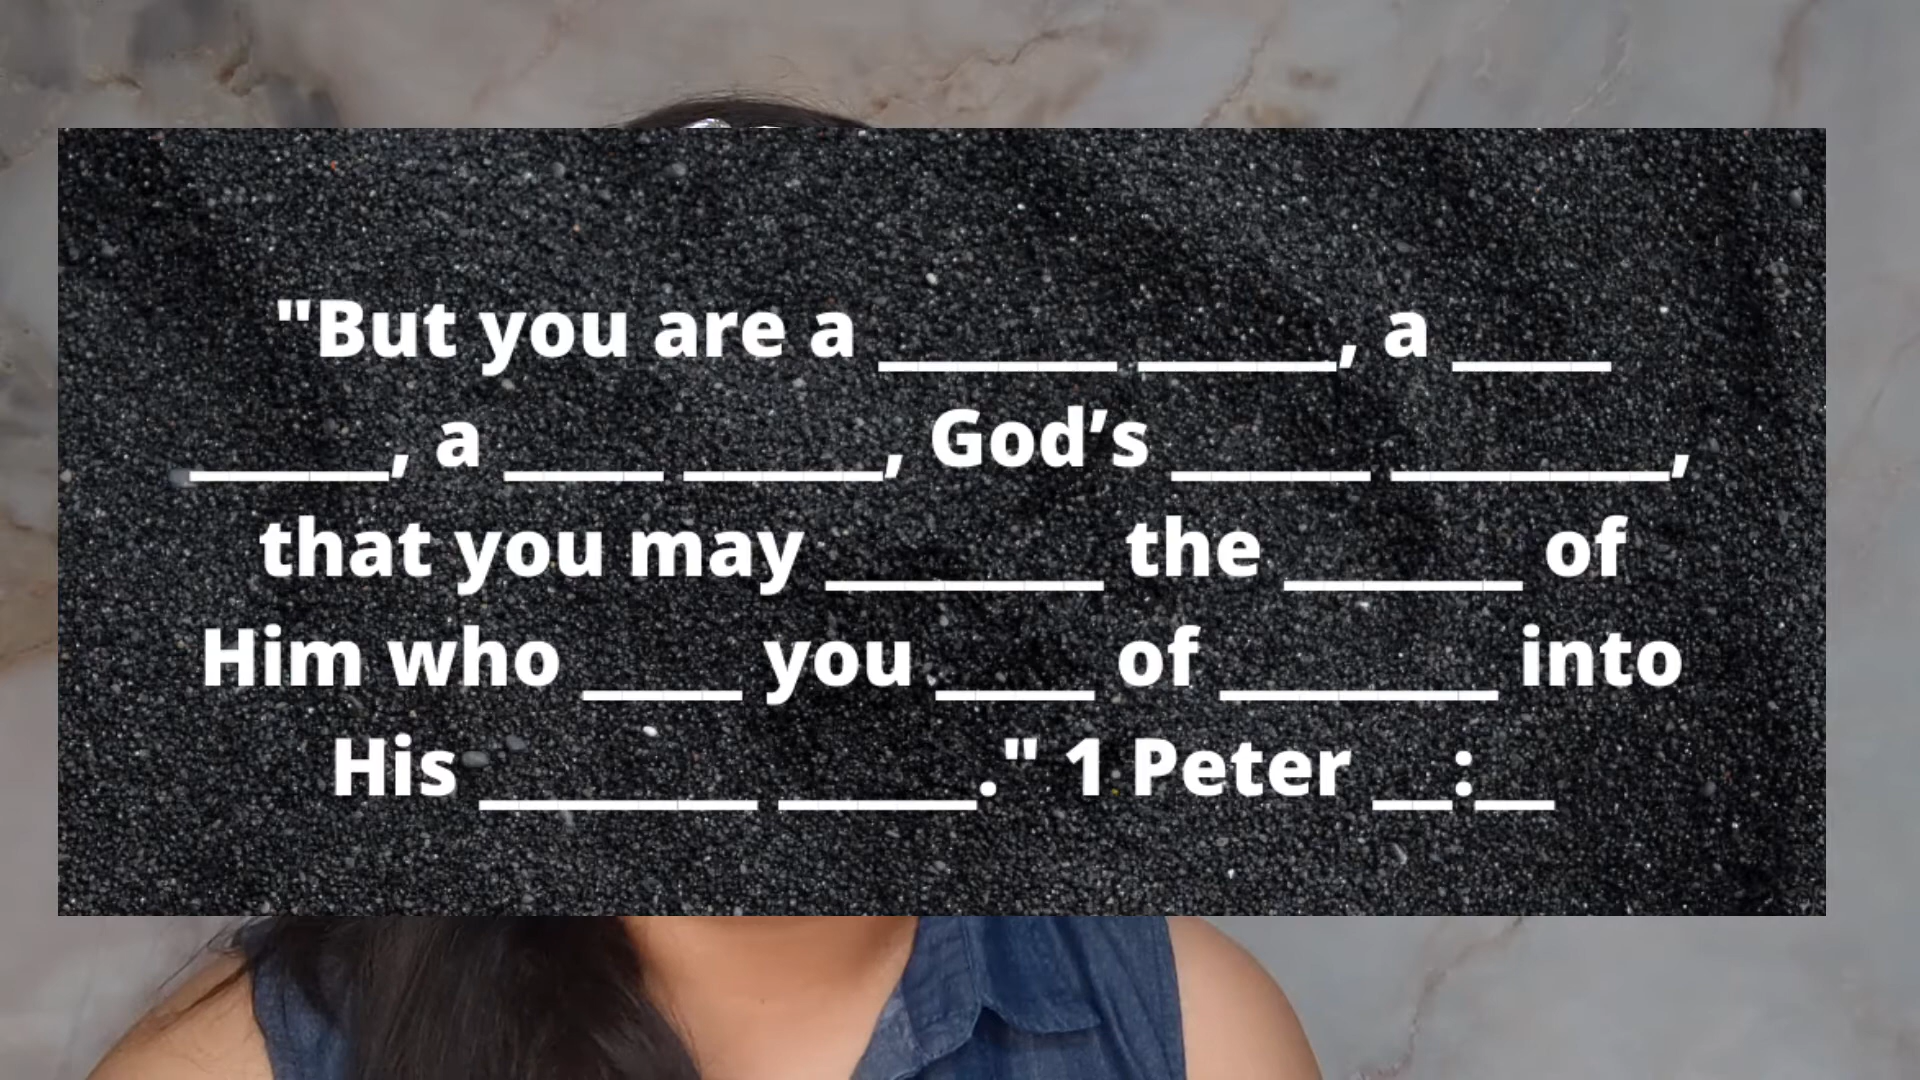 "But you are a ______ _____, a ____
_____, a ____ _____, God’s _____ _______,
that you may _______ the ______ of
Him who ____ you ____ of _______ into
His _______ _____." 1 Peter __:__